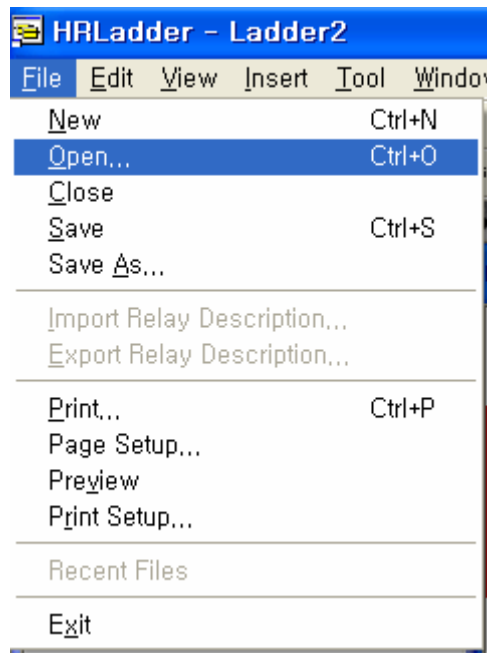 HRLadder - Ladder2
File Edit View Insert Tool Window
New Ctrl+N
Open... Ctrl+O
Close
Save Ctrl+S
Save As...
Import Relay Description...
Export Relay Description...
Print... Ctrl+P
Page Setup...
Preview
Print Setup...
Recent Files
Exit